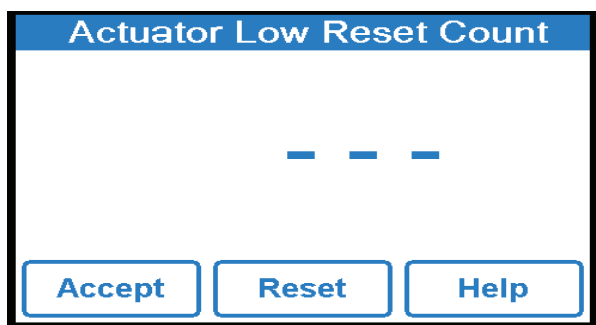 Actuator Low Reset Count
– – –
Accept Reset Help